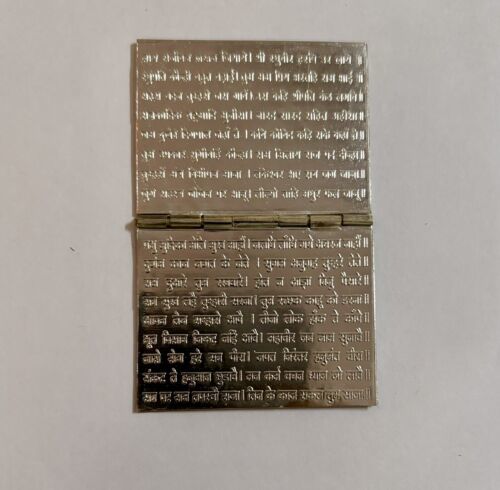 लाय सजीवन लखन जियाये। श्री रघुवीर हरषि उर लाये॥
रघुपति कीन्ही बहुत बड़ाई। तुम मम प्रिय भरतहि सम भाई॥
सहस बदन तुम्हरो जस गावैं। अस कहि श्रीपति कंठ लगावैं॥
सनकादिक ब्रह्मादि मुनीसा। नारद सारद सहित अहीसा॥
जम कुबेर दिगपाल जहाँ ते। कवि कोविद कहि सके कहाँ ते॥
तुम उपकार सुग्रीवहिं कीन्हा। राम मिलाय राज पद दीन्हा॥
तुम्हरो मंत्र विभीषन माना। लंकेश्वर भए सब जग जाना॥
जुग सहस्र जोजन पर भानू। लील्यो ताहि मधुर फल जानू॥
प्रभु मुद्रिका मेलि मुख माहीं। जलधि लाँघि गये अचरज नाहीं॥
दुर्गम काज जगत के जेते। सुगम अनुग्रह तुम्हरे तेते॥
राम दुआरे तुम रखवारे। होत न आज्ञा बिनु पैसारे॥
सब सुख लहै तुम्हारी सरना। तुम रच्छक काहू को डरना॥
आपन तेज सम्हारो आपै। तीनों लोक हाँक ते काँपै॥
भूत पिसाच निकट नहिं आवै। महावीर जब नाम सुनावै॥
नासै रोग हरै सब पीरा। जपत निरंतर हनुमत बीरा॥
संकट ते हनुमान छुड़ावै। मन क्रम बचन ध्यान जो लावै॥
सब पर राम तपस्वी राजा। तिन के काज सकल तुम साजा॥